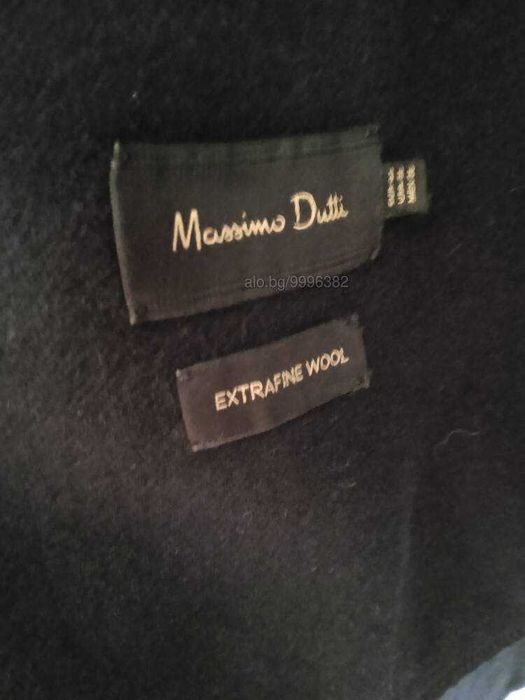 Massimo Dutti
alo.bg/9996382
EXTRAFINE WOOL